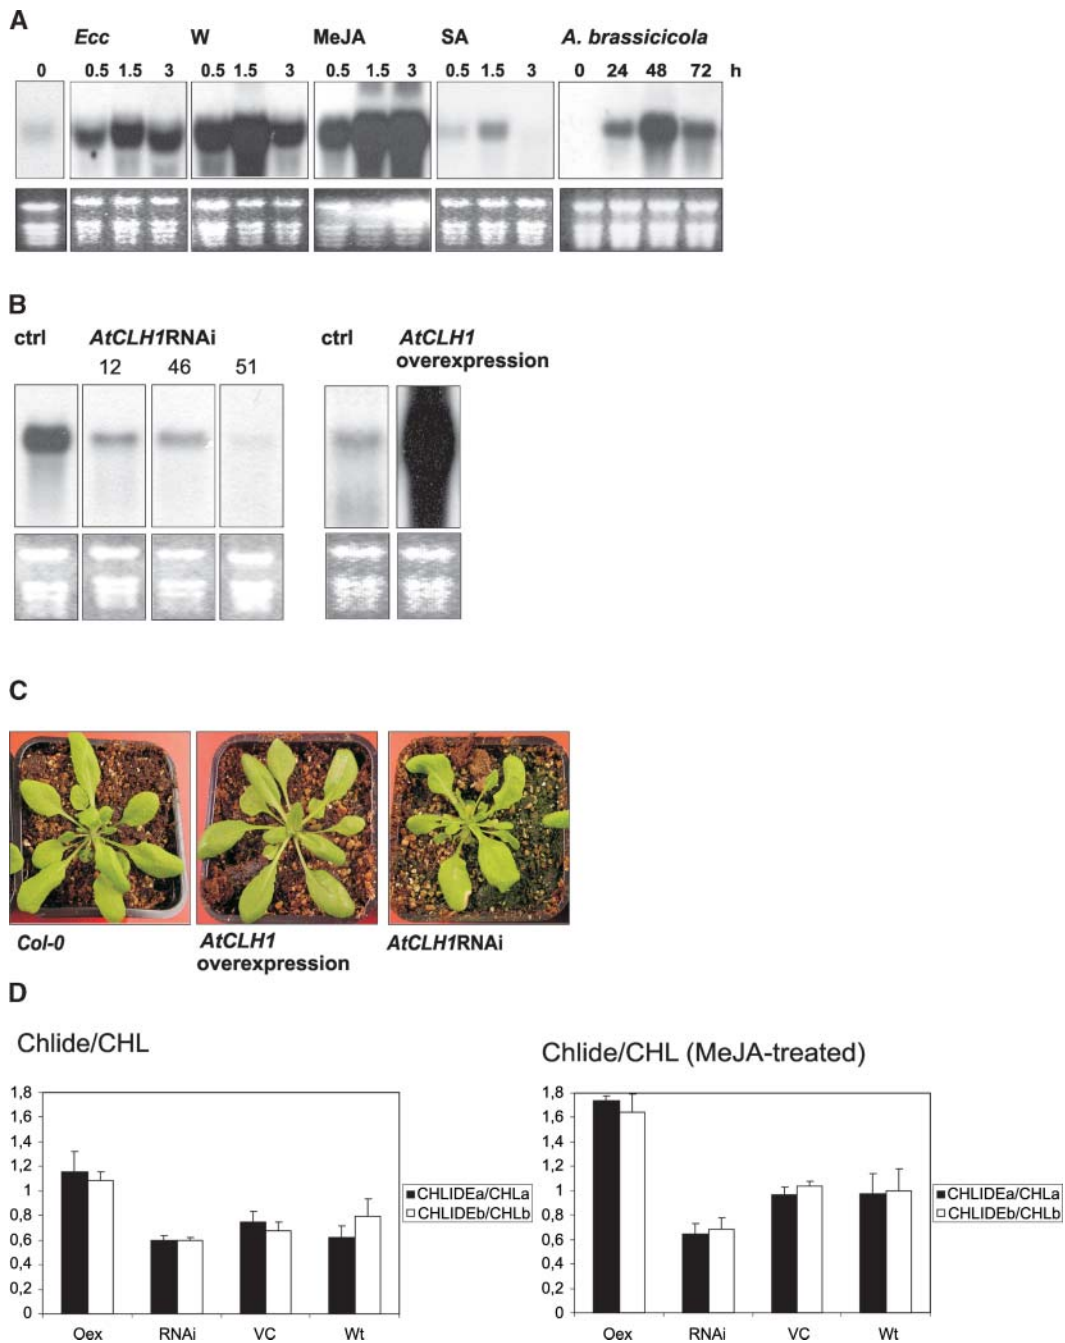 A
Ecc W MeJA SA A. brassicicola
0 0.5 1.5 3 0.5 1.5 3 0.5 1.5 3 0.5 1.5 3 0 24 48 72 h
B
ctrl AtCLH1RNAi
12 46 51
ctrl AtCLH1
overexpression
C
Col-0
AtCLH1
overexpression
AtCLH1RNAi
D
Chlide/CHL
1,8
1,6
1,4
1,2
1
0,8
0,6
0,4
0,2
0
Oex RNAi VC Wt
CHLIDEa/CHLa
CHLIDEb/CHLb
Chlide/CHL (MeJA-treated)
1,8
1,6
1,4
1,2
1
0,8
0,6
0,4
0,2
0
Oex RNAi VC Wt
CHLIDEa/CHLa
CHLIDEb/CHLb